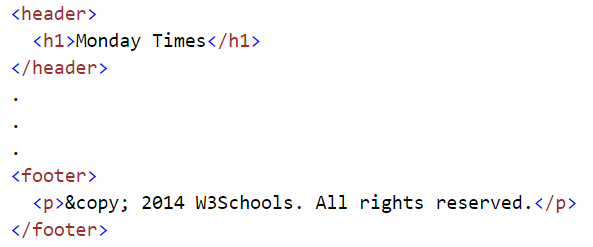 <header>
<h1>Monday Times</h1>
</header>
.
.
.
<footer>
<p>&copy; 2014 W3Schools. All rights reserved.</p>
</footer>